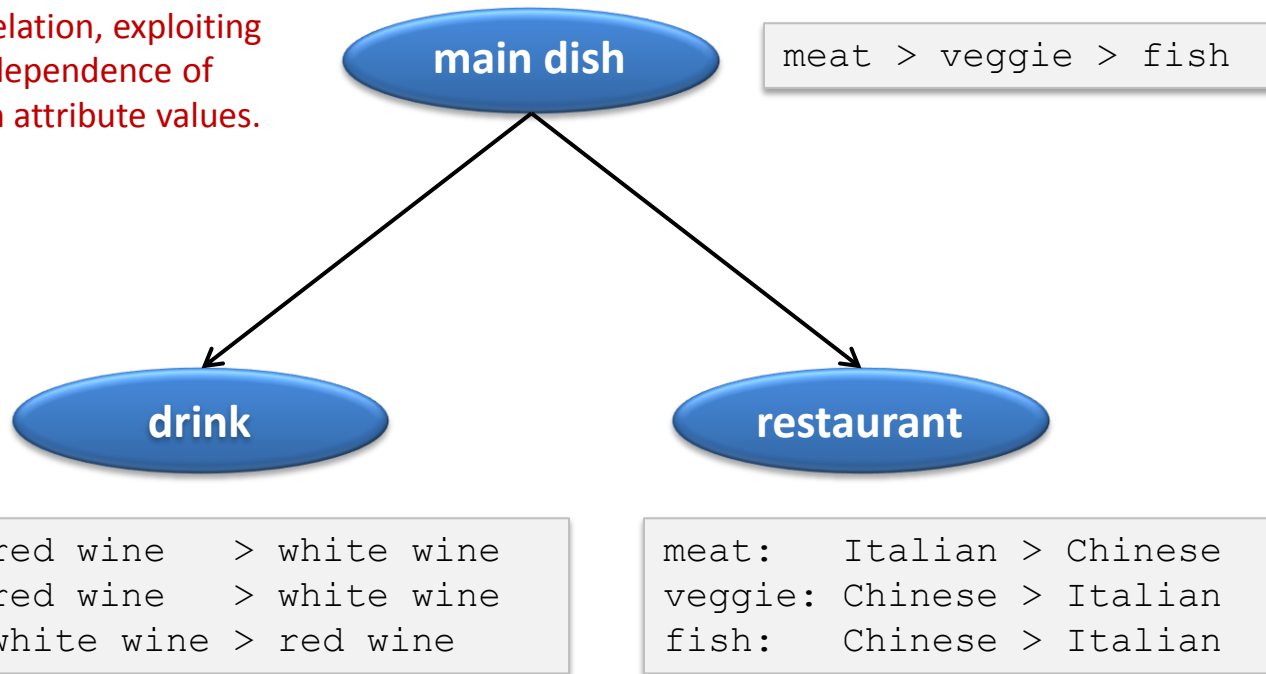 elation, exploiting
dependence of
attribute values.
main dish
meat > veggie > fish
drink
restaurant
red wine > white wine
red wine > white wine
white wine > red wine
meat: Italian > Chinese
veggie: Chinese > Italian
fish: Chinese > Italian